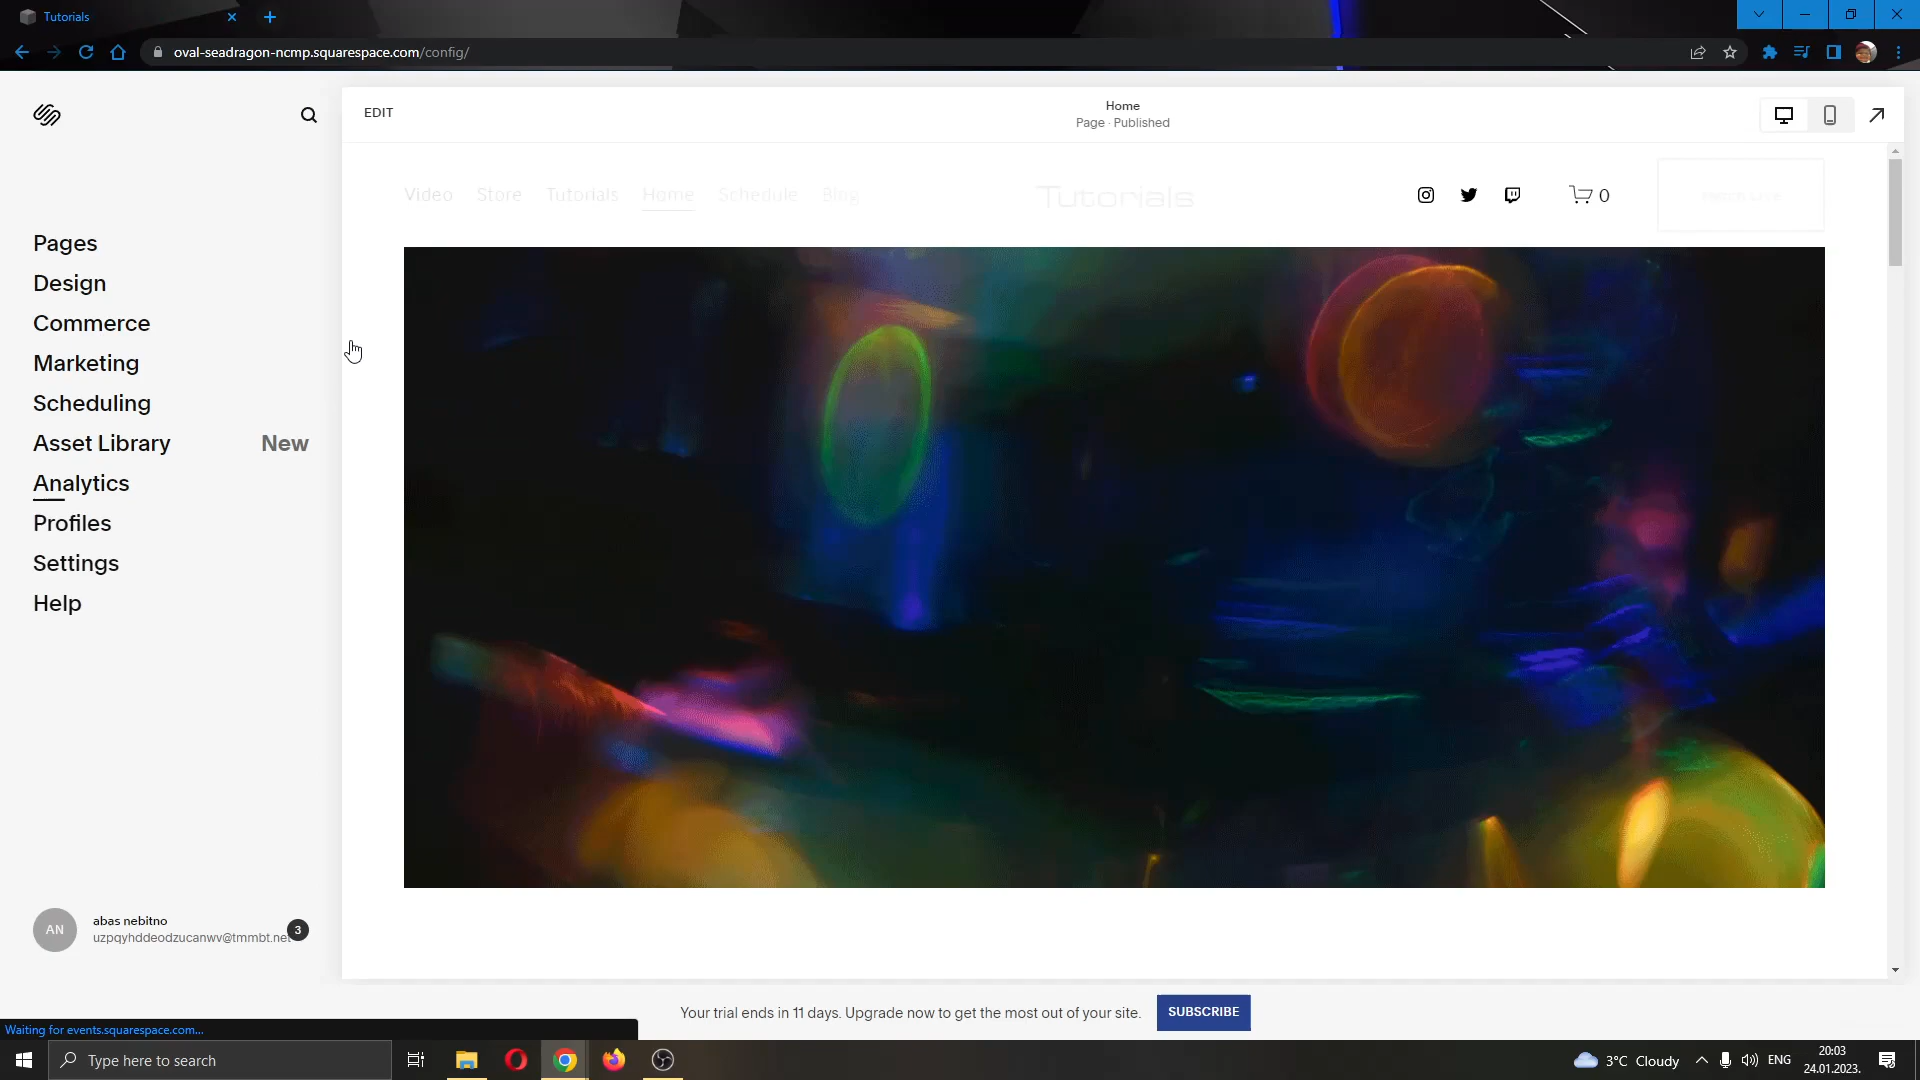 Tutorials
oval-seadragon-ncmp.squarespace.com/config/
EDIT
Home
Page · Published
Video Store Tutorials Home Schedule Blog
Tutorials
0
Pages
Design
Commerce
Marketing
Scheduling
Asset Library New
Analytics
Profiles
Settings
Help
AN
abas nebitno
uzpqyhddeodzucanwv@tmmbt.net
3
Your trial ends in 11 days. Upgrade now to get the most out of your site.
SUBSCRIBE
Waiting for events.squarespace.com...
Type here to search
3°C Cloudy
ENG
20:03
24.01.2023.